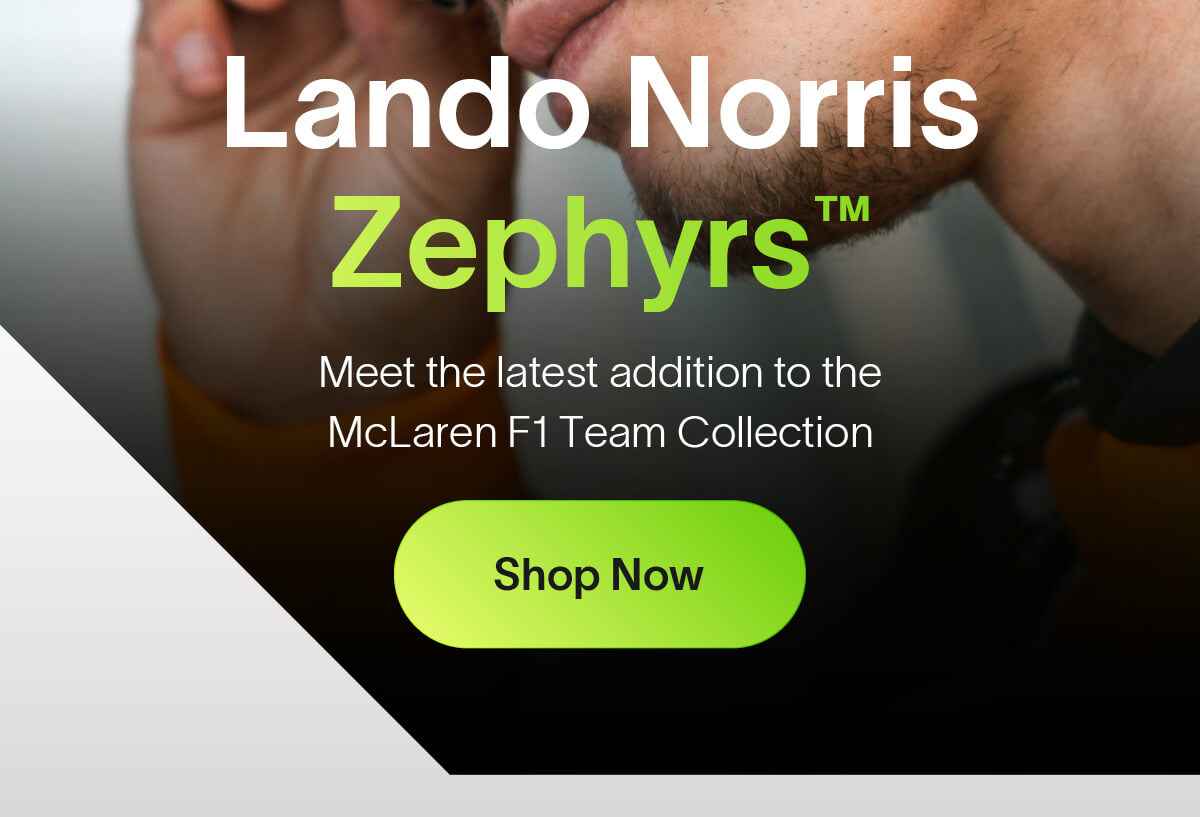 Lando Norris
Zephyrs™
Meet the latest addition to the
McLaren F1 Team Collection
Shop Now